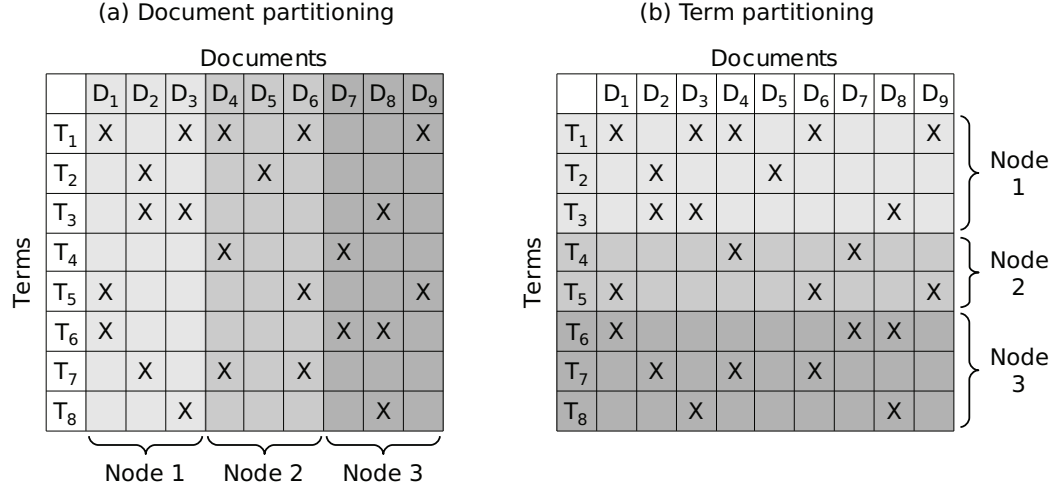 (a) Document partitioning
Documents
D1 D2 D3 D4 D5 D6 D7 D8 D9
T1 X X X X X
T2 X X
T3 X X X
T4 X X
T5 X X X
T6 X X X
T7 X X X
T8 X X
Terms
Node 1 Node 2 Node 3
(b) Term partitioning
Documents
D1 D2 D3 D4 D5 D6 D7 D8 D9
T1 X X X X X
T2 X X
T3 X X X
T4 X X
T5 X X X
T6 X X X
T7 X X X
T8 X X
Terms
Node
1
Node
2
Node
3